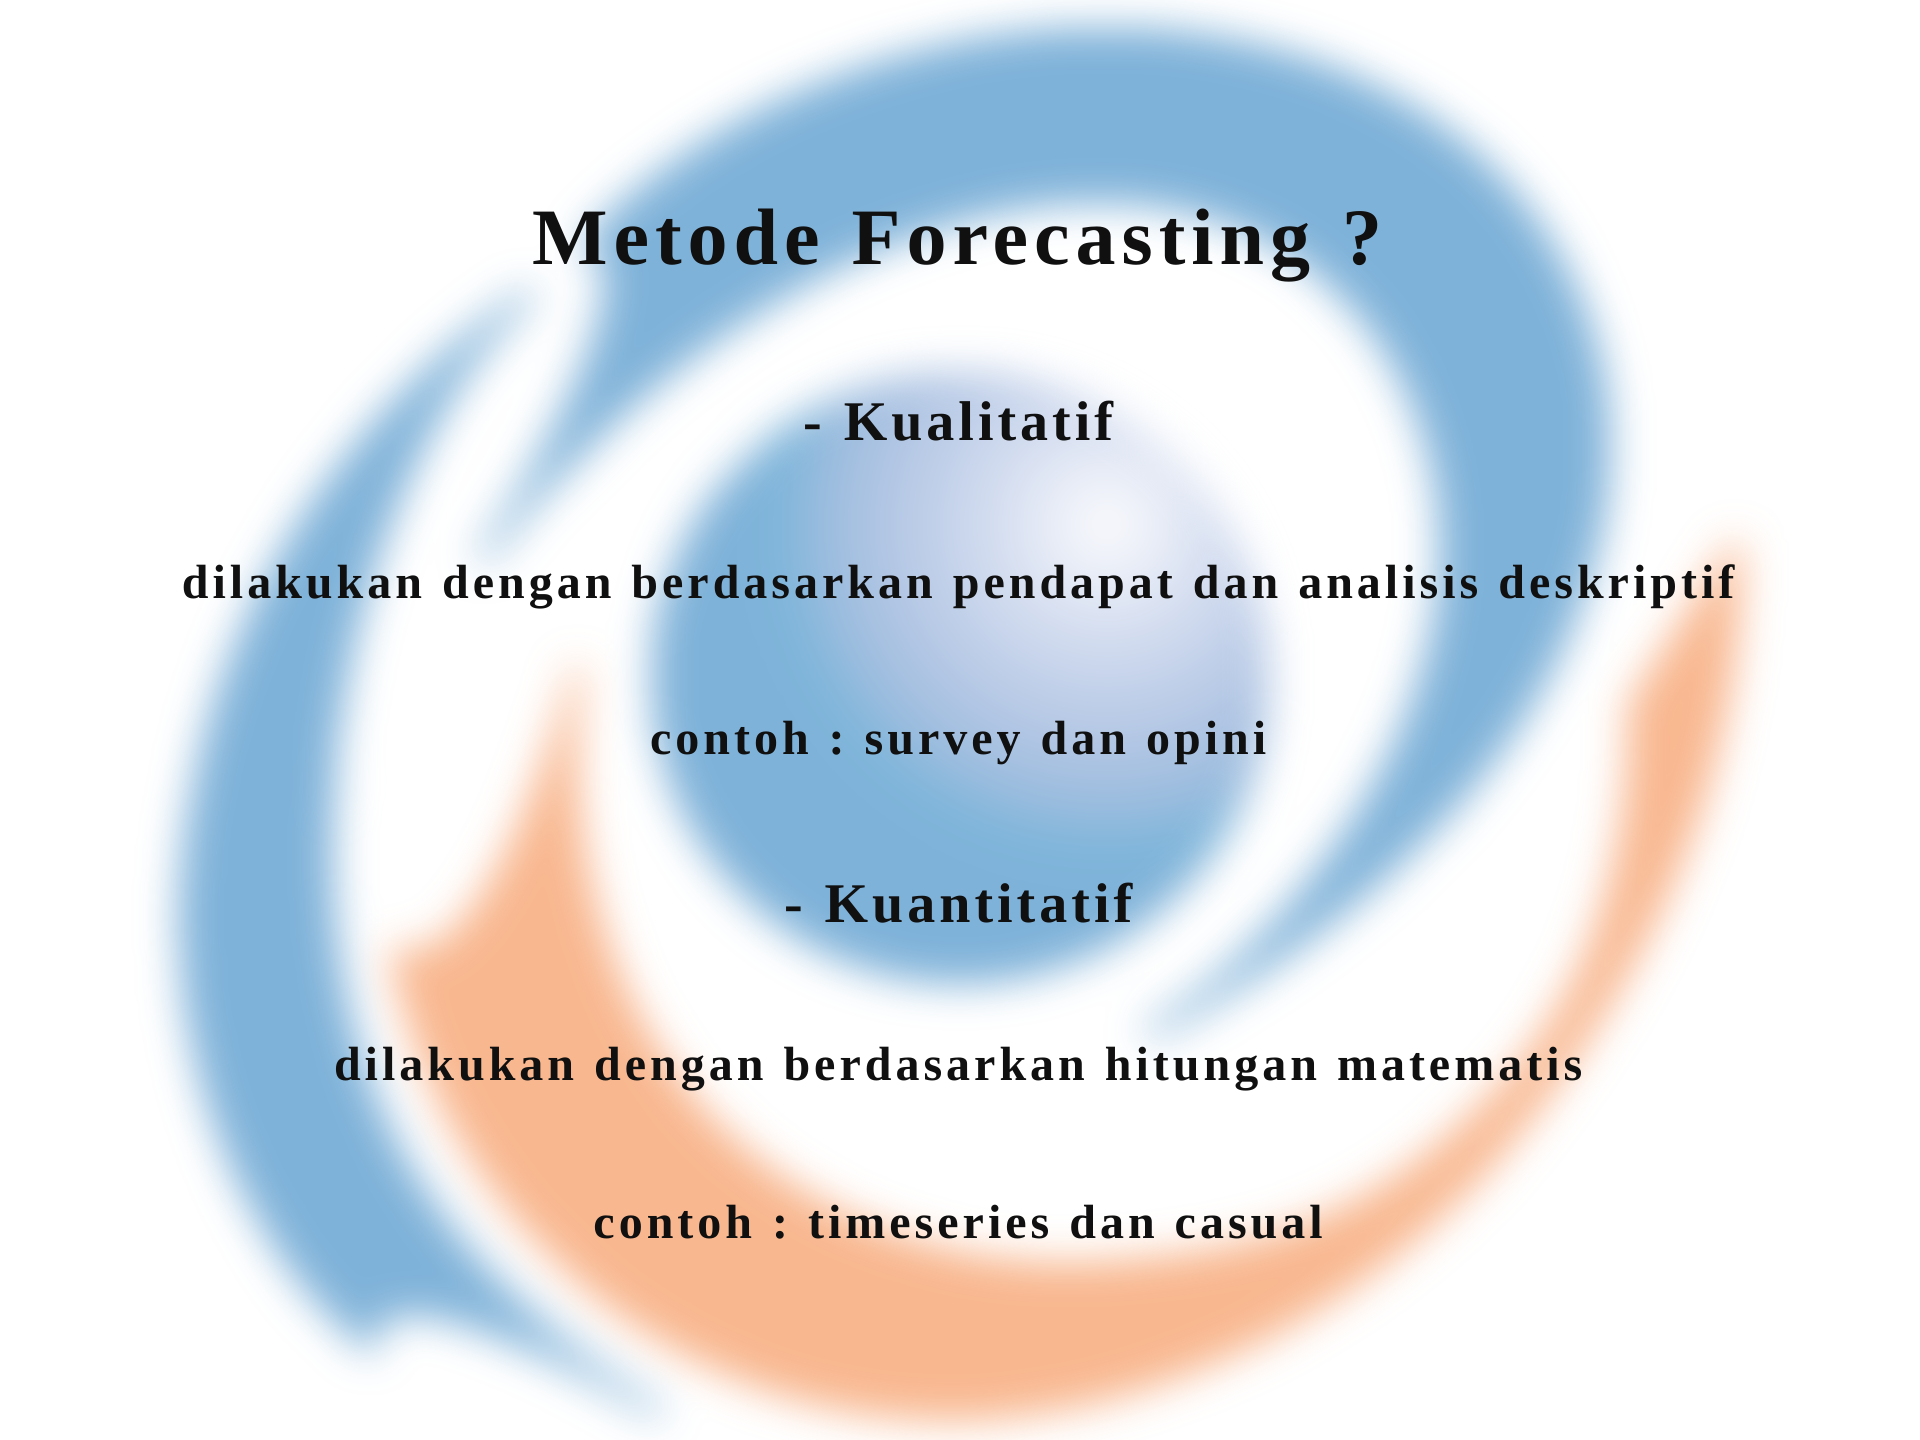 Metode Forecasting ?
- Kualitatif
dilakukan dengan berdasarkan pendapat dan analisis deskriptif
contoh : survey dan opini
- Kuantitatif
dilakukan dengan berdasarkan hitungan matematis
contoh : timeseries dan casual